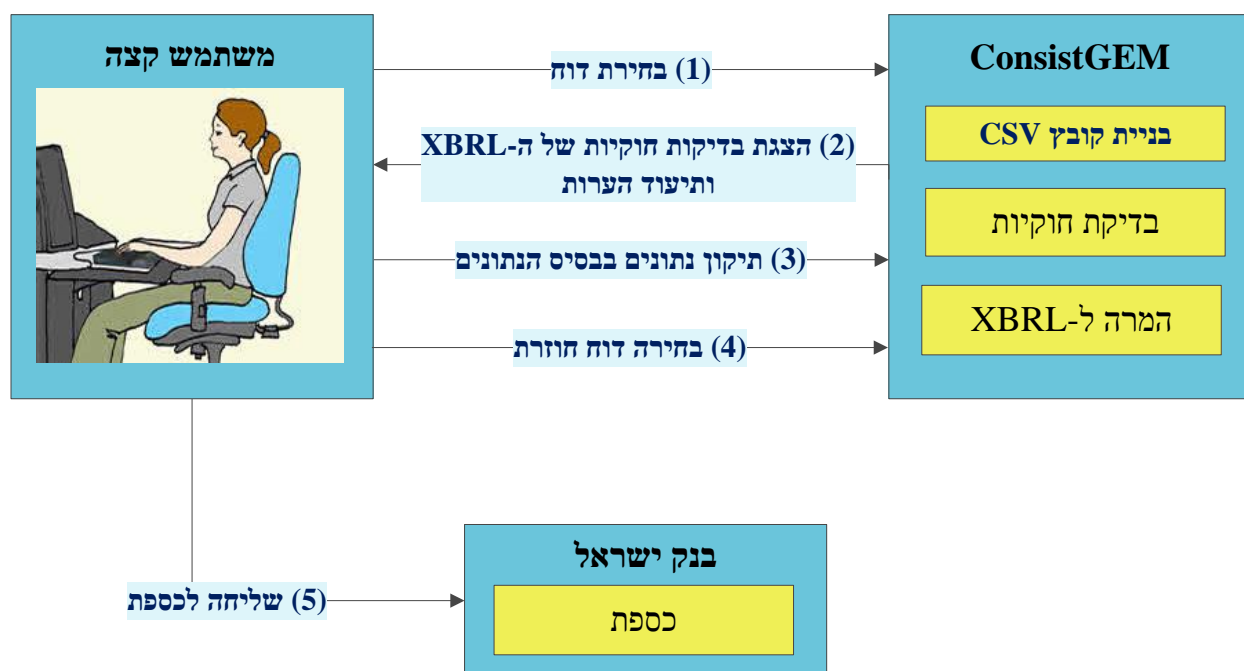 משתמש קצה
ConsistGEM
(1) בחירת דוח
בניית קובץ CSV
(2) הצגת בדיקות חוקיות של ה-XBRL
ותיעוד הערות
בדיקת חוקיות
(3) תיקון נתונים בבסיס הנתונים
המרה ל-XBRL
(4) בחירה דוח חוזרת
בנק ישראל
(5) שליחה לכספת
כספת